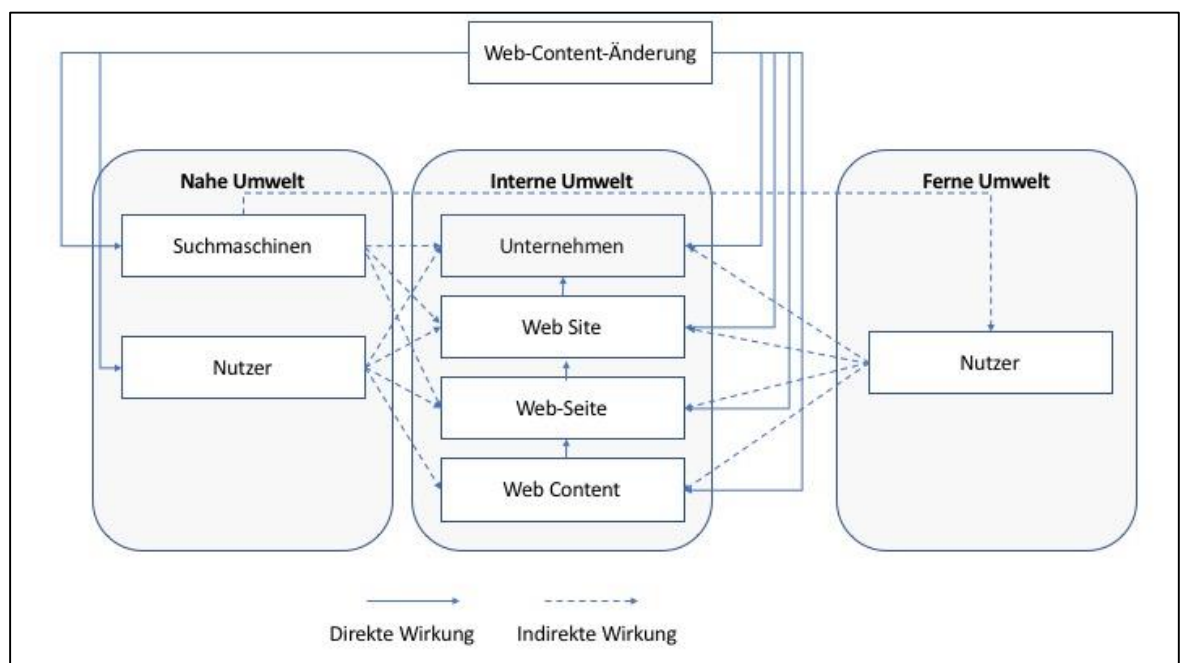 Web-Content-Änderung
Nahe Umwelt
Interne Umwelt
Ferne Umwelt
Suchmaschinen
Unternehmen
Web Site
Nutzer
Nutzer
Web-Seite
Web Content
Direkte Wirkung
Indirekte Wirkung